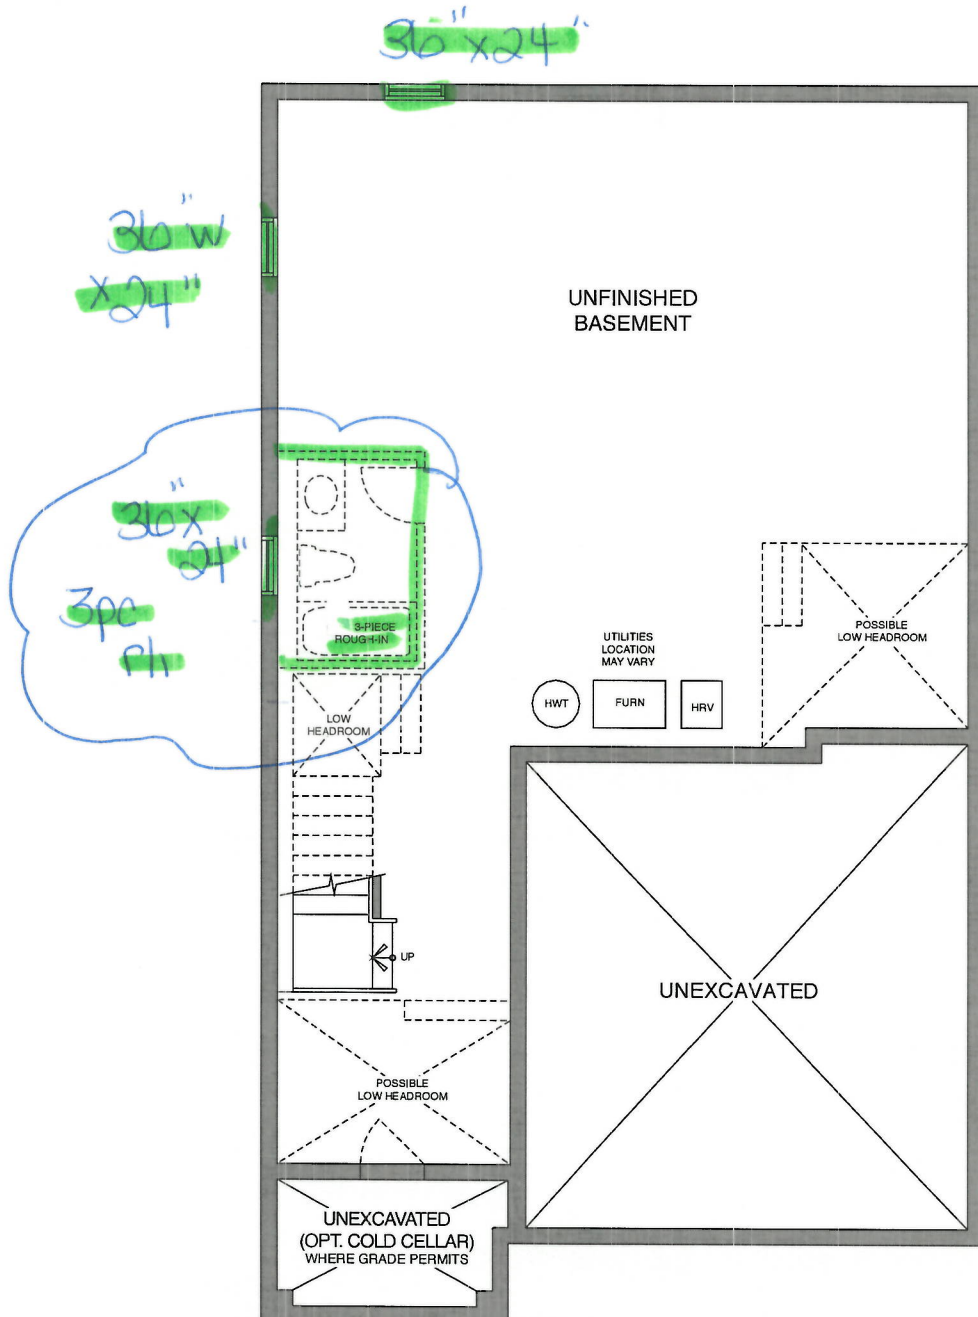 36"x24"
36"w
x24"
UNFINISHED
BASEMENT
36"x
24"
3pc
rh
3-PIECE
ROUGH-IN
POSSIBLE
LOW HEADROOM
UTILITIES
LOCATION
MAY VARY
HWT
FURN
HRV
LOW
HEADROOM
UP
UNEXCAVATED
POSSIBLE
LOW HEADROOM
UNEXCAVATED
(OPT. COLD CELLAR)
WHERE GRADE PERMITS